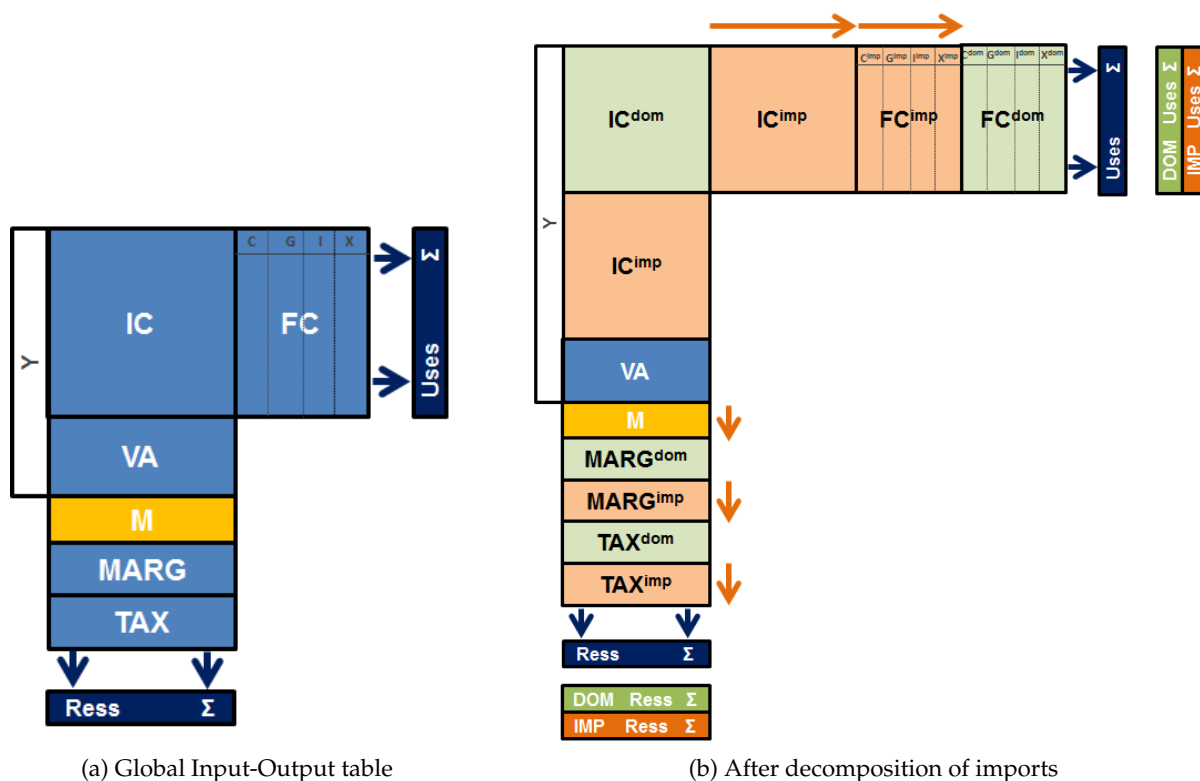 Y
IC
C G I X
FC
Uses Σ
VA
M
MARG
TAX
Ress Σ
(a) Global Input-Output table
Y
IC^dom
IC^imp
C^imp G^imp I^imp X^imp
FC^imp
C^dom G^dom I^dom X^dom
FC^dom
Uses Σ
DOM Uses Σ
IMP Uses Σ
IC^imp
VA
M
MARG^dom
MARG^imp
TAX^dom
TAX^imp
Ress Σ
DOM Ress Σ
IMP Ress Σ
(b) After decomposition of imports